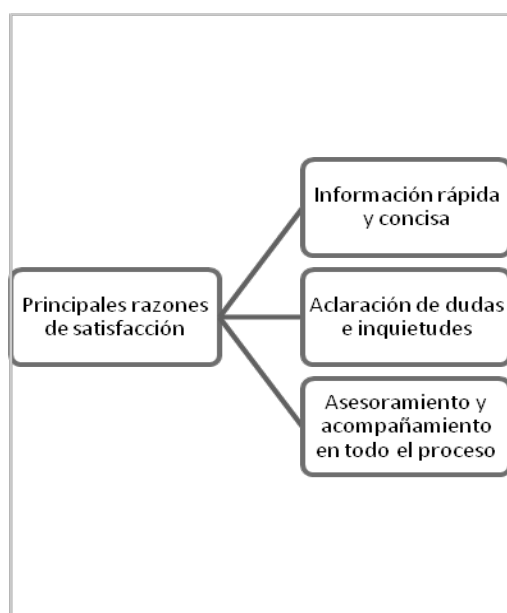 Principales razones
de satisfacción
Información rápida
y concisa
Aclaración de dudas
e inquietudes
Asesoramiento y
acompañamiento
en todo el proceso